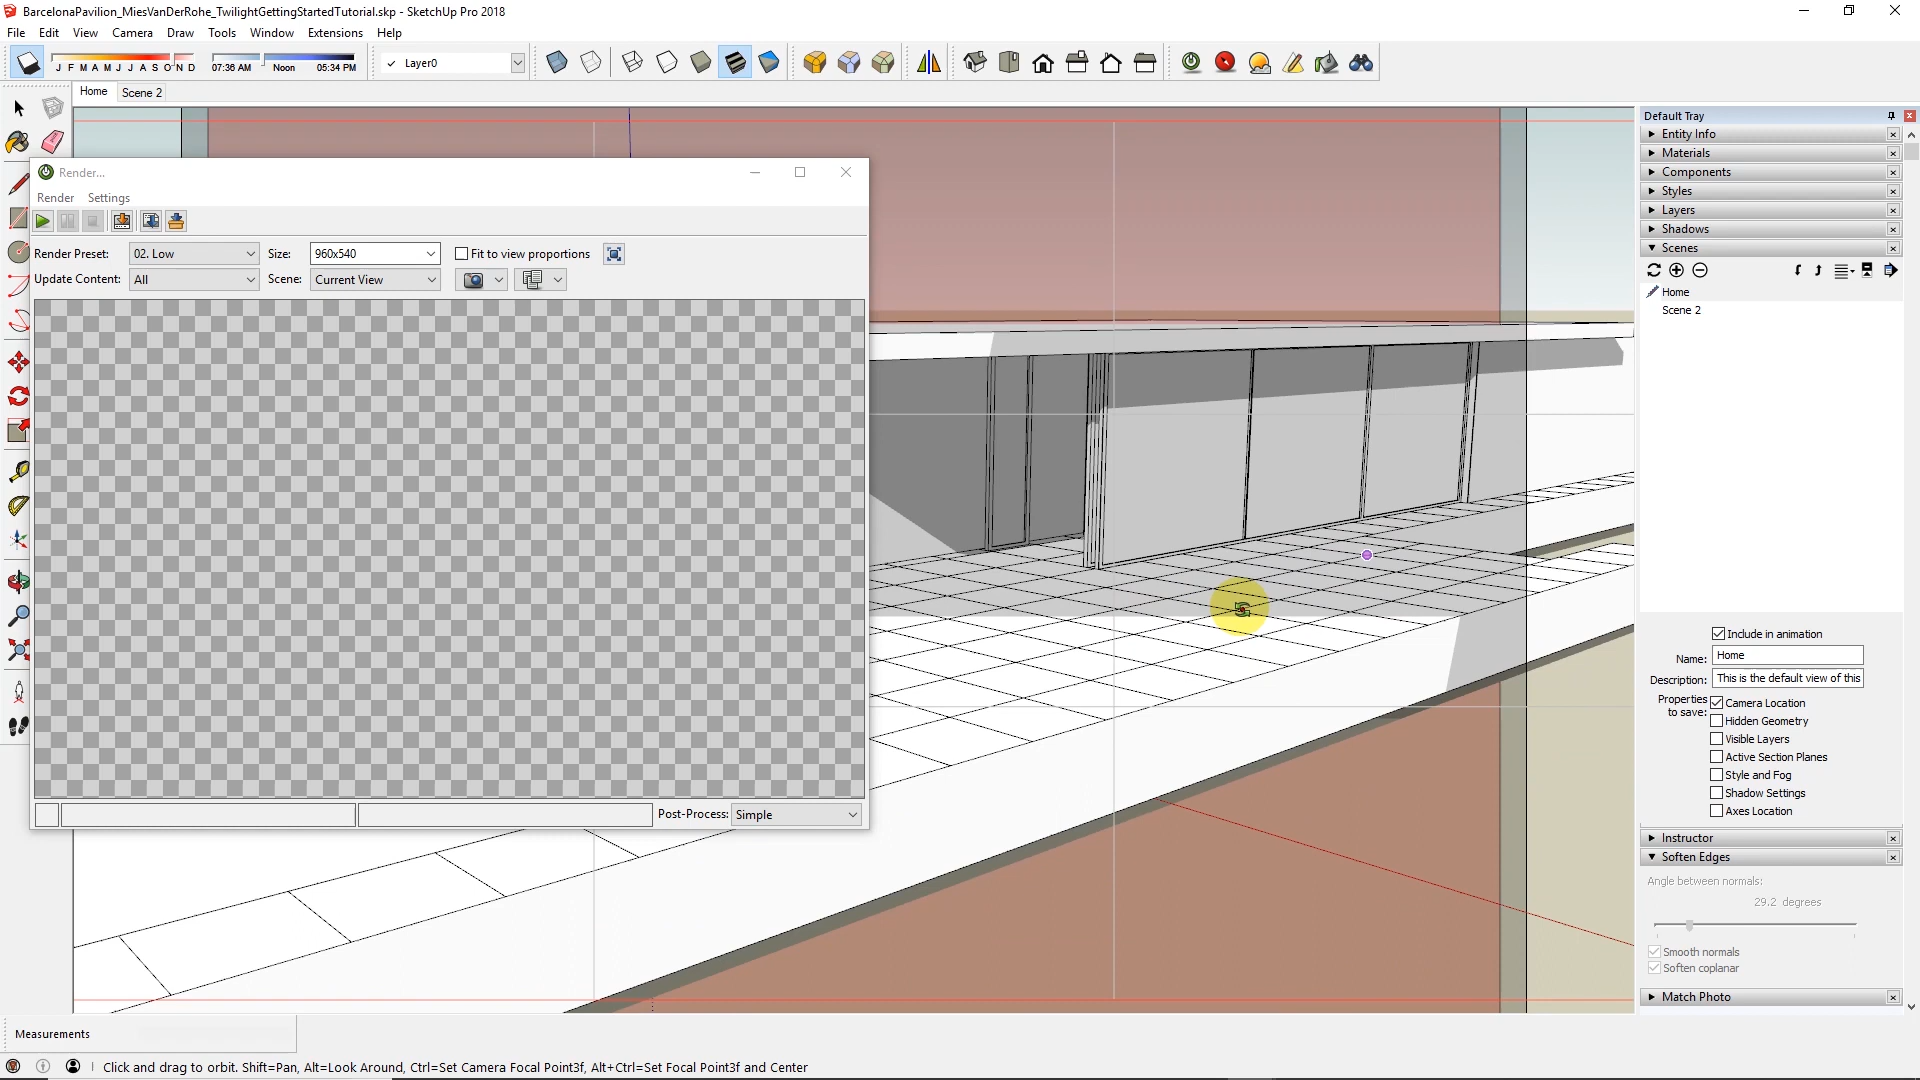 BarcelonaPavilion_MiesVanDerRohe_TwilightGettingStartedTutorial.skp - SketchUp Pro 2018
File Edit View Camera Draw Tools Window Extensions Help
J F M A M J J A S O N D
07:36 AM Noon 05:34 PM
Layer0
Home Scene 2
Default Tray
Entity Info
Materials
Components
Styles
Layers
Shadows
Scenes
Home
Scene 2
Include in animation
Name: Home
Description: This is the default view of this
Properties to save:
Camera Location
Hidden Geometry
Visible Layers
Active Section Planes
Style and Fog
Shadow Settings
Axes Location
Instructor
Soften Edges
Angle between normals:
29.2 degrees
Smooth normals
Soften coplanar
Match Photo
Render...
Render Settings
Render Preset: 02. Low Size: 960x540 Fit to view proportions
Update Content: All Scene: Current View
Post-Process: Simple
Measurements
Click and drag to orbit. Shift=Pan, Alt=Look Around, Ctrl=Set Camera Focal Point3f, Alt+Ctrl=Set Focal Point3f and Center